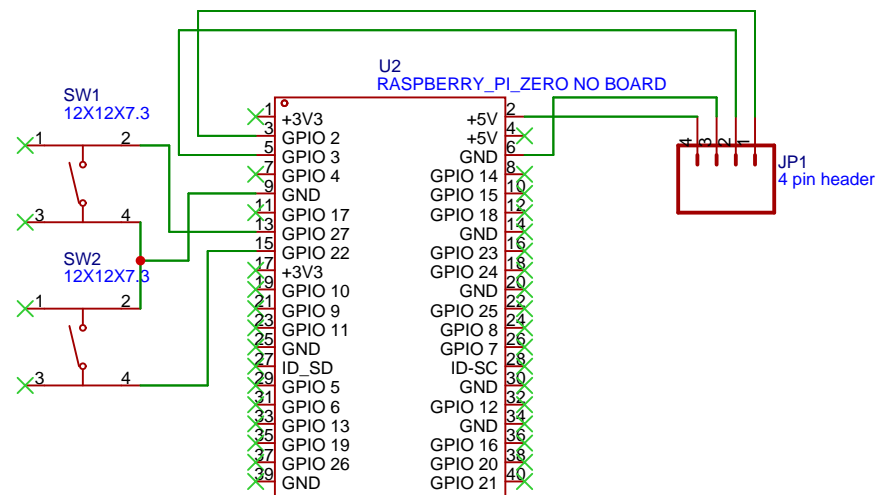 U2
RASPBERRY_PI_ZERO NO BOARD
SW1
12X12X7.3
1 2
3 4
SW2
12X12X7.3
1 2
3 4
1 +3V3 +5V 2
3 GPIO 2 +5V 4
5 GPIO 3 GND 6
7 GPIO 4 GPIO 14 8
9 GND GPIO 15 10
11 GPIO 17 GPIO 18 12
13 GPIO 27 GND 14
15 GPIO 22 GPIO 23 16
17 +3V3 GPIO 24 18
19 GPIO 10 GND 20
21 GPIO 9 GPIO 25 22
23 GPIO 11 GPIO 8 24
25 GND GPIO 7 26
27 ID_SD ID-SC 28
29 GPIO 5 GND 30
31 GPIO 6 GPIO 12 32
33 GPIO 13 GND 34
35 GPIO 19 GPIO 16 36
37 GPIO 26 GPIO 20 38
39 GND GPIO 21 40
4 3 2 1
JP1
4 pin header